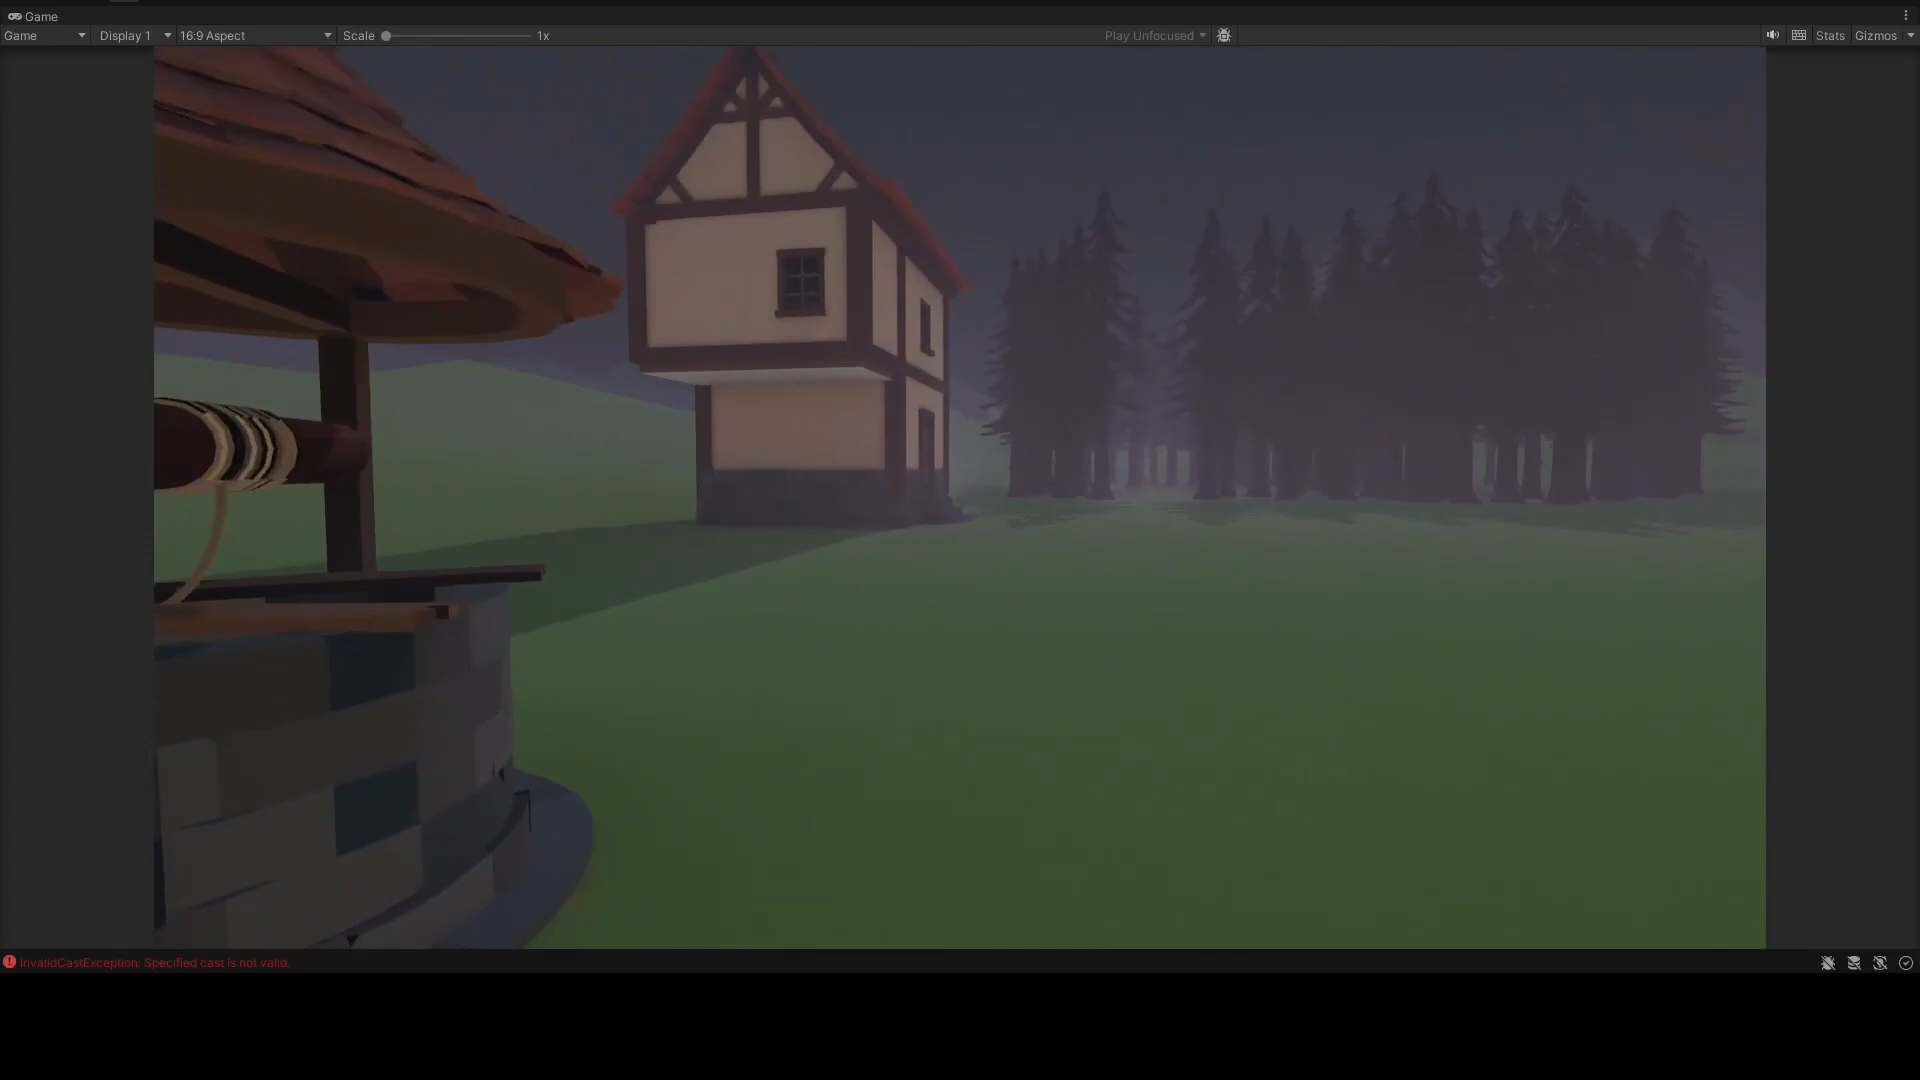 Game
Game Display 1 16:9 Aspect Scale 1x Play Unfocused Stats Gizmos
InvalidCastException: Specified cast is not valid.